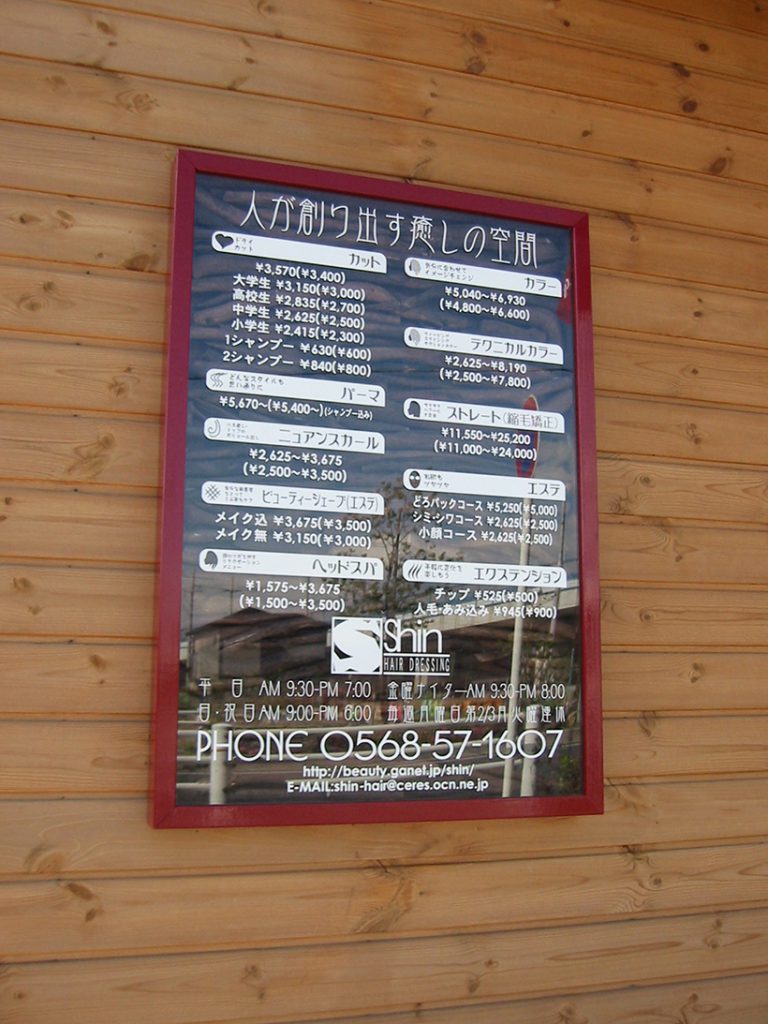 人が創り出す癒しの空間
カット
¥3,570(¥3,400)
大学生 ¥3,150(¥3,000)
高校生 ¥2,835(¥2,700)
中学生 ¥2,625(¥2,500)
小学生 ¥2,415(¥2,300)
1シャンプー ¥630(¥600)
2シャンプー ¥840(¥800)
どんなスタイルも
思い通りに
パーマ
¥5,670〜(¥5,400〜)(シャンプー込み)
ニュアンスカール
¥2,625〜¥3,675
(¥2,500〜¥3,500)
ビューティーシェーブ(エステ)
メイク込 ¥3,675(¥3,500)
メイク無 ¥3,150(¥3,000)
ヘッドスパ
¥1,575〜¥3,675
(¥1,500〜¥3,500)
カラー
¥5,040〜¥6,930
(¥4,800〜¥6,600)
テクニカルカラー
¥2,625〜¥8,190
(¥2,500〜¥7,800)
ストレート(縮毛矯正)
¥11,550〜¥25,200
(¥11,000〜¥24,000)
エステ
どろパックコース ¥5,250(¥5,000)
シミ・シワコース ¥2,625(¥2,500)
小顔コース ¥2,625(¥2,500)
エクステンション
チップ ¥525(¥500)
人毛・あみ込み ¥945(¥900)
Shin
HAIR DRESSING
平 日 AM 9:30-PM 7:00, 金曜ナイターAM 9:30-PM 8:00
日・祝日AM 9:00-PM 6:00 毎週月曜日第2/3月火曜連休
PHONE 0568-57-1607
http://beauty.ganet.jp/shin/
E-MAIL:shin-hair@ceres.ocn.ne.jp